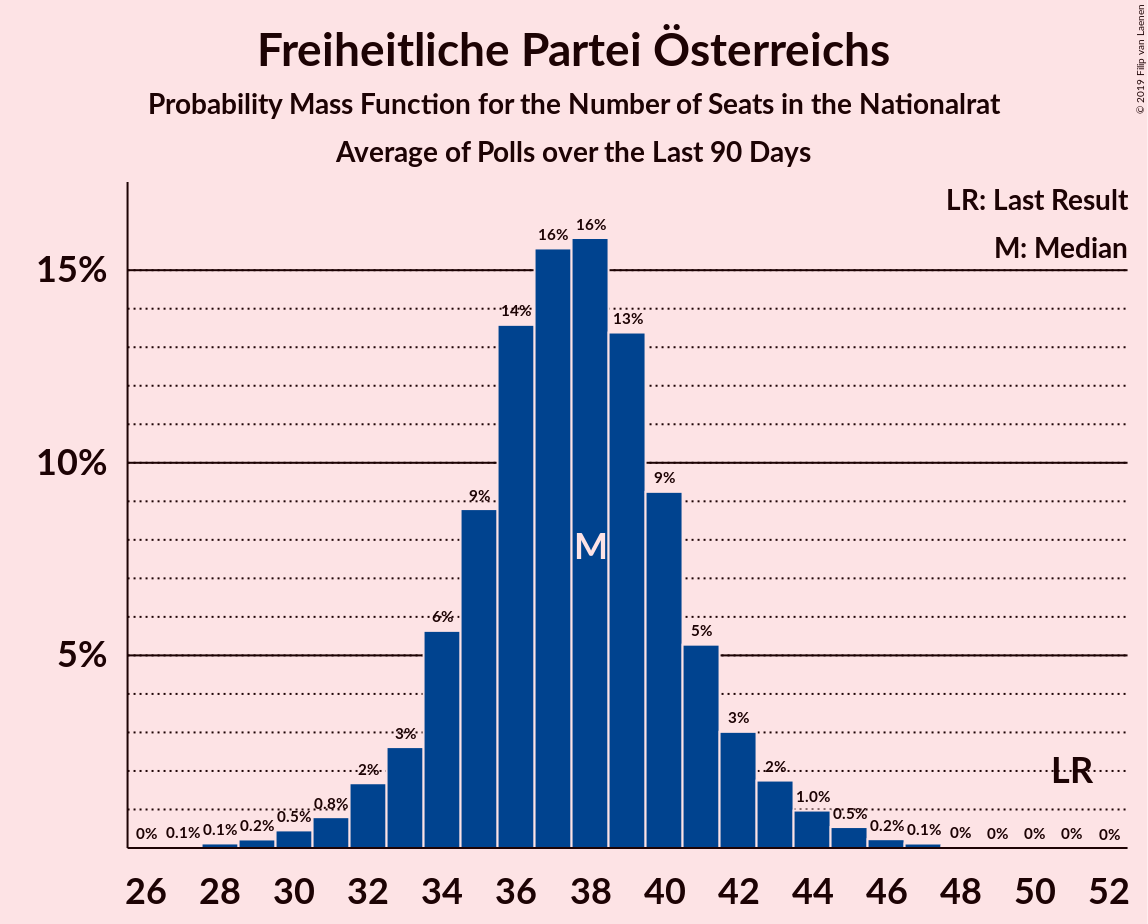 Freiheitliche Partei Österreichs
Probability Mass Function for the Number of Seats in the Nationalrat
Average of Polls over the Last 90 Days
© 2019 Filip van Laenen
LR: Last Result
M: Median
15%
10%
5%
0% 0.1% 0.1% 0.2% 0.5% 0.8% 2% 3% 6% 9% 14% 16% 16% 13% 9% 5% 3% 2% 1.0% 0.5% 0.2% 0.1% 0% 0% 0% 0% 0%
M
LR
26 28 30 32 34 36 38 40 42 44 46 48 50 52